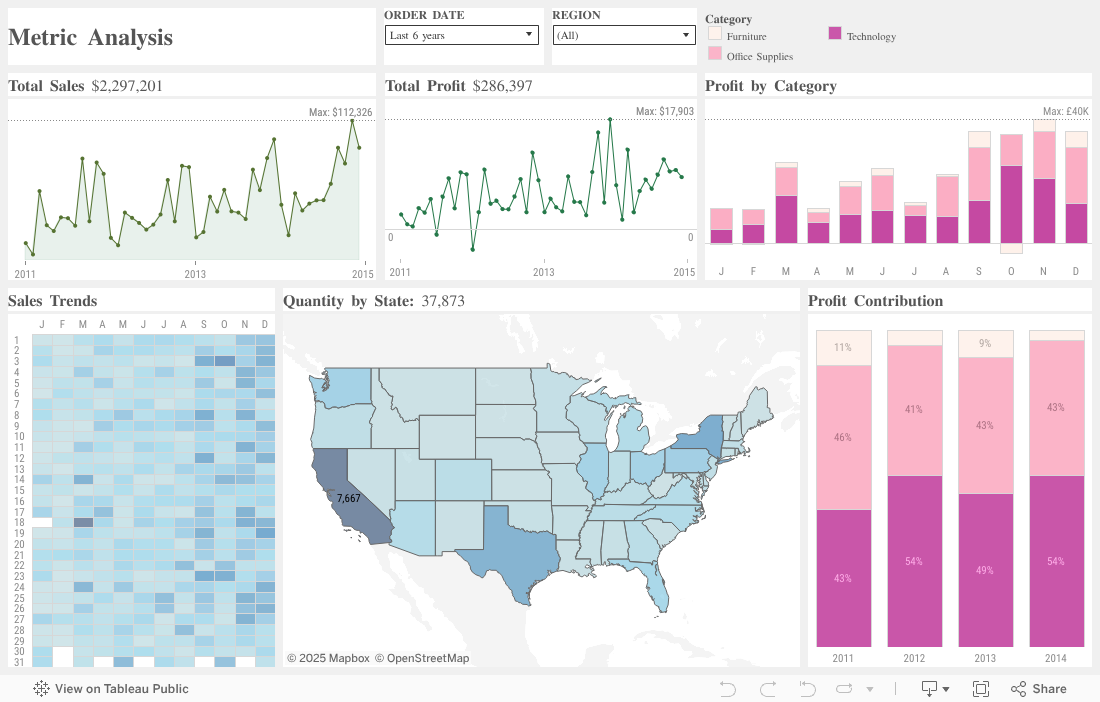 Metric Analysis
ORDER DATE
Last 6 years
REGION
(All)
Category
Furniture
Technology
Office Supplies
Total Sales $2,297,201
Max: $112,326
2011 2013 2015
Total Profit $286,397
Max: $17,903
0 0
2011 2013 2015
Profit by Category
Max: £40K
J F M A M J J A S O N D
Sales Trends
J F M A M J J A S O N D
1
2
3
4
5
6
7
8
9
10
11
12
13
14
15
16
17
18
19
20
21
22
23
24
25
26
27
28
29
30
31
Quantity by State: 37,873
7,667
© 2025 Mapbox © OpenStreetMap
Profit Contribution
11% 9%
46% 41% 43% 43%
43% 54% 49% 54%
2011 2012 2013 2014
View on Tableau Public
Share